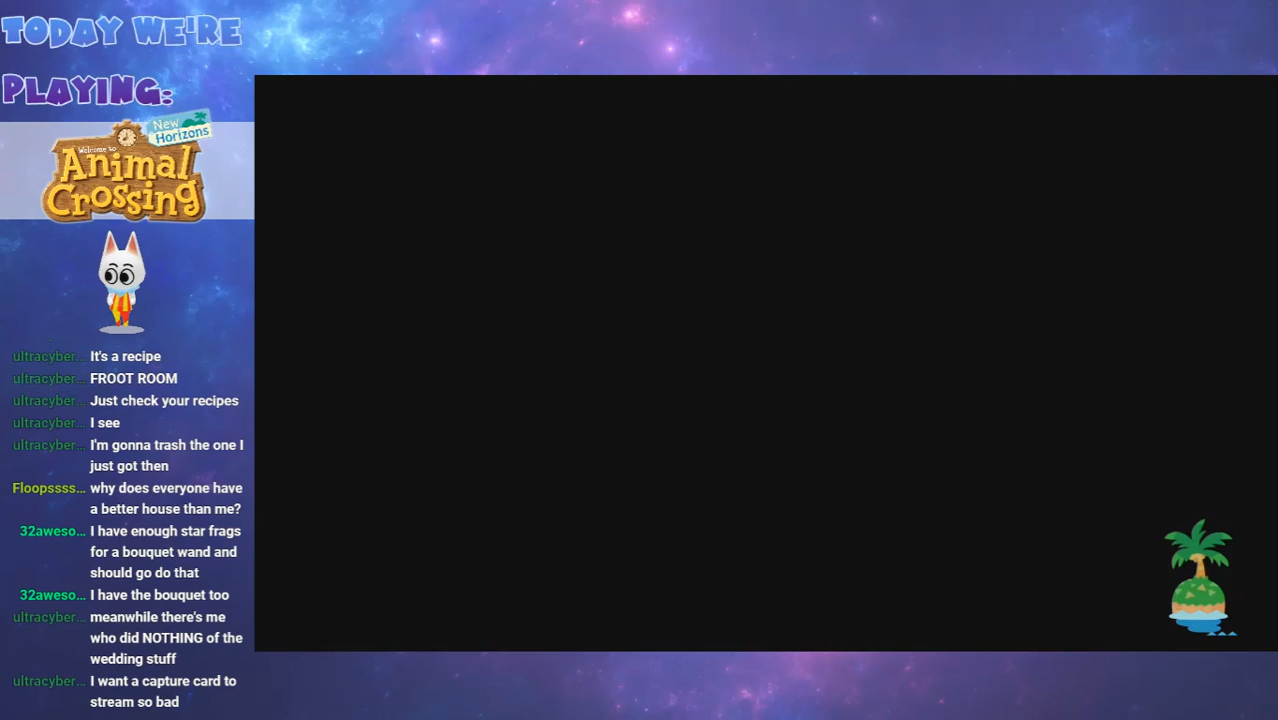 TODAY WE'RE
PLAYING:
New
Horizons
Welcome to
Animal
Crossing
ultracyber... It's a recipe
ultracyber... FROOT ROOM
ultracyber... Just check your recipes
ultracyber... I see
ultracyber... I'm gonna trash the one I
just got then
Floopssss... why does everyone have
a better house than me?
32aweso... I have enough star frags
for a bouquet wand and
should go do that
32aweso... I have the bouquet too
ultracyber... meanwhile there's me
who did NOTHING of the
wedding stuff
ultracyber... I want a capture card to
stream so bad